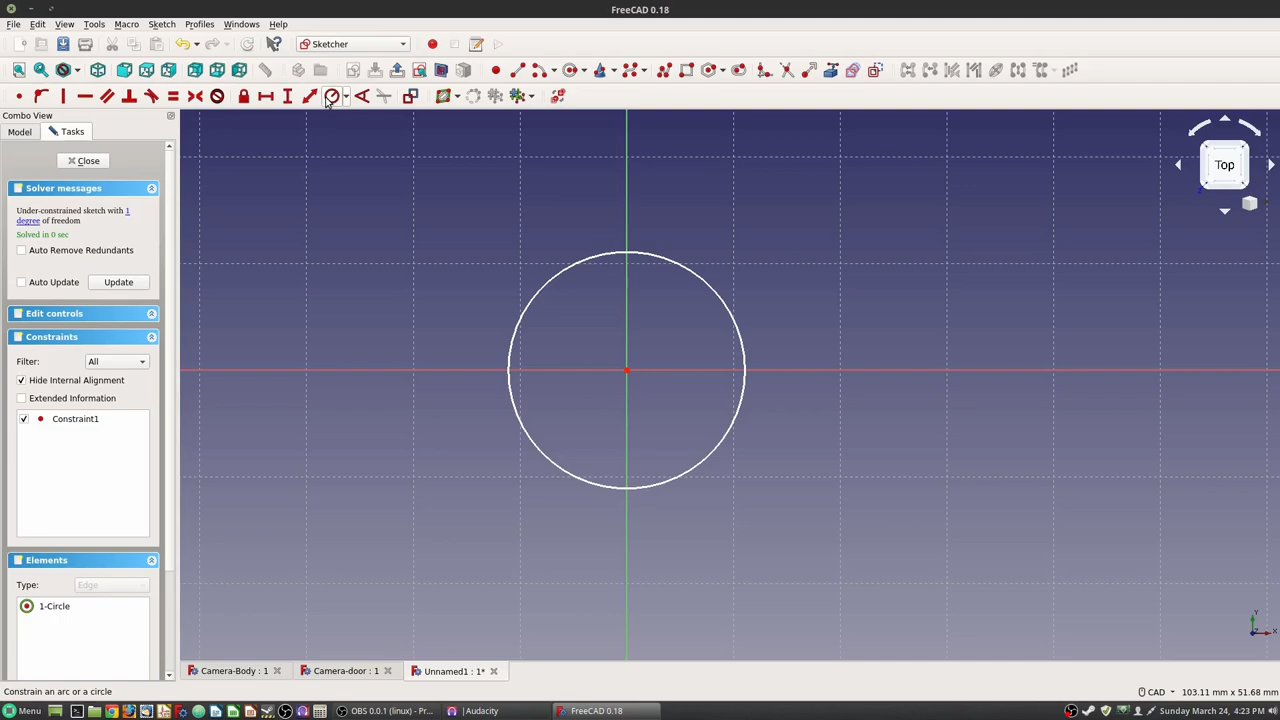 FreeCAD 0.18
File Edit View Tools Macro Sketch Profiles Windows Help
Sketcher
Combo View
Model Tasks
Close
Solver messages
Under-constrained sketch with 1
degree of freedom
Solved in 0 sec
Auto Remove Redundants
Auto Update Update
Edit controls
Constraints
Filter: All
Hide Internal Alignment
Extended Information
Constraint1
Elements
Type: Edge
1-Circle
Top
Z
Y
X
Camera-Body : 1 Camera-door : 1 Unnamed1 : 1*
Constrain an arc or a circle CAD 103.11 mm x 51.68 mm
Menu OBS 0.0.1 (linux) - Pr... |Audacity FreeCAD 0.18 Sunday March 24, 4:23 PM